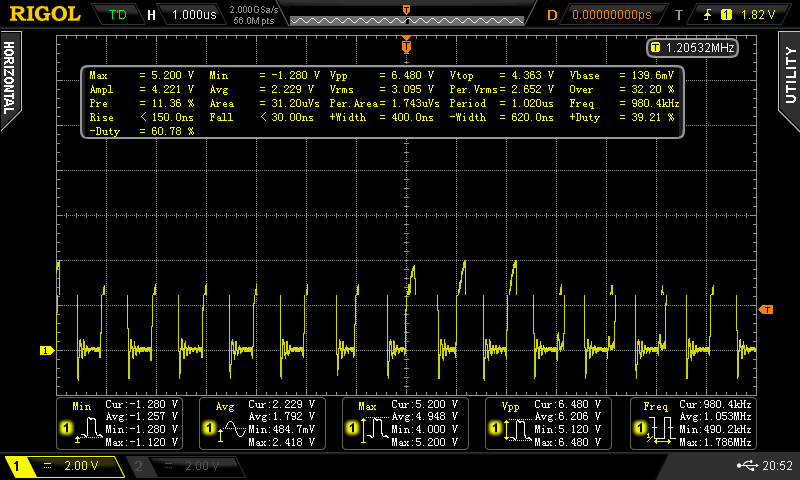 RIGOL T'D H 1.000us 2.000GSa/s 56.0M pts D 0.00000000ps T 1 1.82 V
HORIZONTAL
UTILITY
T 1.20532MHz
Max = 5.200 V Min = -1.280 V Vpp = 6.480 V Vtop = 4.363 V Vbase = 139.6mV
Ampl = 4.221 V Avg = 2.229 V Vrms = 3.095 V Per.Vrms= 2.652 V Over = 32.20 %
Pre = 11.36 % Area = 31.20uVs Per.Area= 1.743uVs Period = 1.020us Freq = 980.4kHz
Rise < 150.0ns Fall < 30.00ns +Width = 400.0ns -Width = 620.0ns +Duty = 39.21 %
-Duty = 60.78 %
T
T
1
Min Cur:-1.280 V
Avg:-1.257 V
Min:-1.280 V
Max:-1.120 V
1
Avg Cur: 2.229 V
Avg: 1.792 V
Min: 484.7mV
Max: 2.418 V
1
Max Cur: 5.200 V
Avg: 4.948 V
Min: 4.000 V
Max: 5.200 V
1
Vpp Cur: 6.480 V
Avg: 6.206 V
Min: 5.120 V
Max: 6.480 V
1
Freq Cur: 980.4kHz
Avg: 1.053MHz
Min: 490.2kHz
Max: 1.786MHz
1
1 = 2.00 V 2 = 2.00 V 20:52